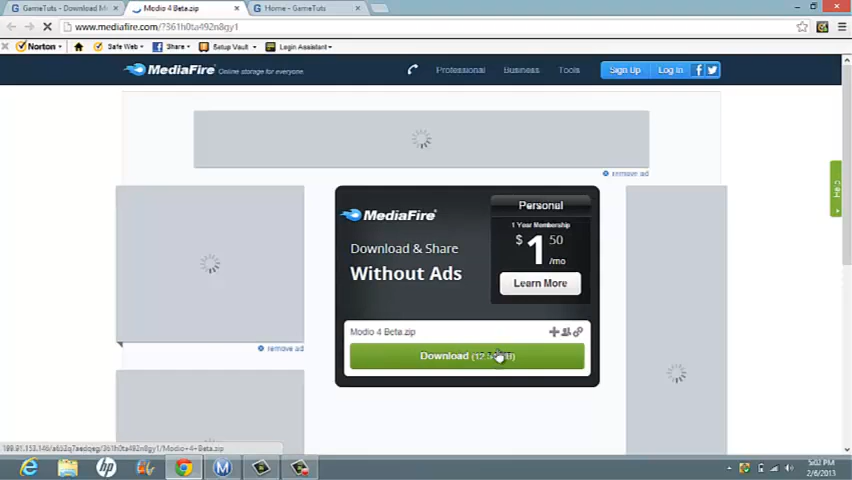 GameTuts - Download M
Modio 4 Beta.zip
Home - GameTuts
www.mediafire.com/?361h0ta492n8gy1
Norton
Safe Web
Share
Setup Vault
Login Assistant
MediaFire
Online storage for everyone.
Professional
Business
Tools
Sign Up
Log In
remove ad
MediaFire
Download & Share
Without Ads
Personal
1 Year Membership
$ 1 50
/mo
Learn More
Help
Modio 4 Beta.zip
Download
remove ad
5:02 PM
2/6/2013